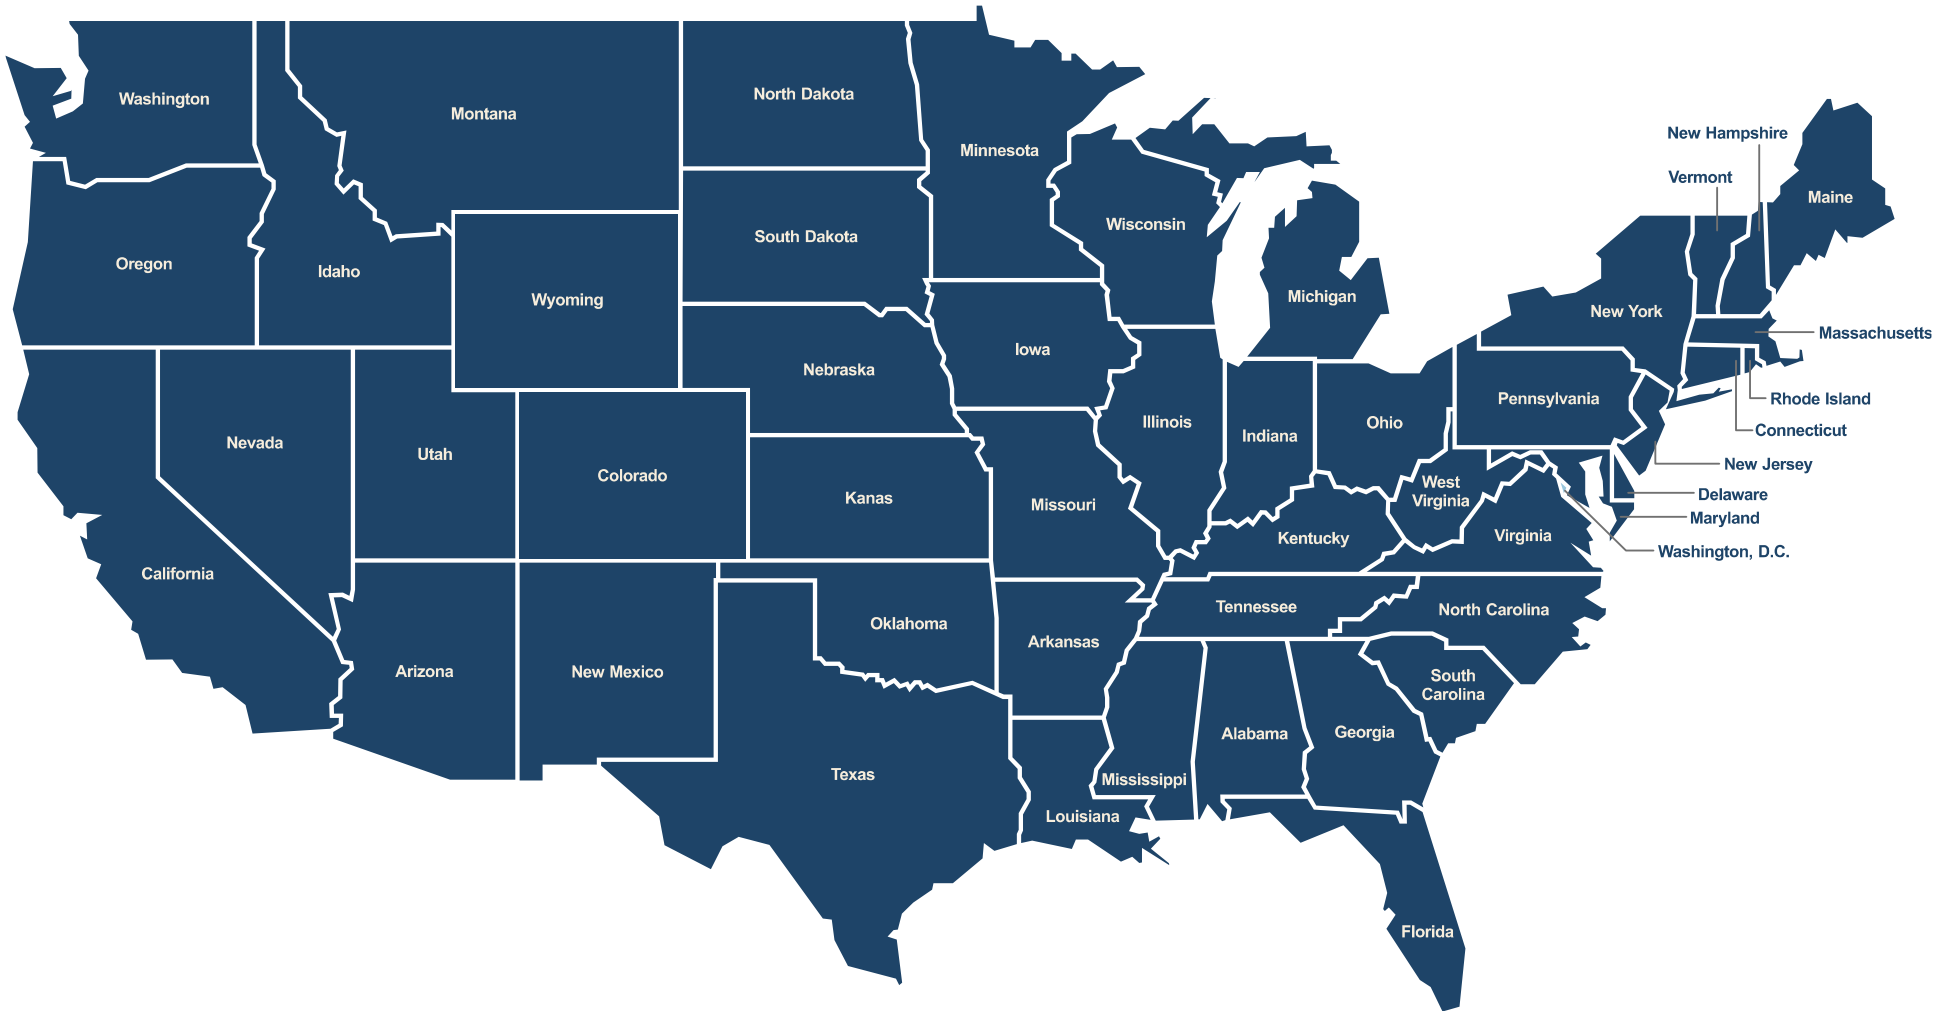 New Hampshire
Vermont
Washington
Montana
North Dakota
Minnesota
Maine
Wisconsin
South Dakota
Oregon
Idaho
Wyoming
Michigan
New York
Massachusetts
Iowa
Nebraska
Pennsylvania
Rhode Island
Illinois
Indiana
Ohio
Connecticut
Nevada
Utah
Colorado
New Jersey
West
Virginia
Kanas
Missouri
Delaware
Maryland
Kentucky
Virginia
Washington, D.C.
California
Tennessee
North Carolina
Oklahoma
Arkansas
Arizona
New Mexico
South
Carolina
Alabama
Georgia
Texas
Mississippi
Louisiana
Florida